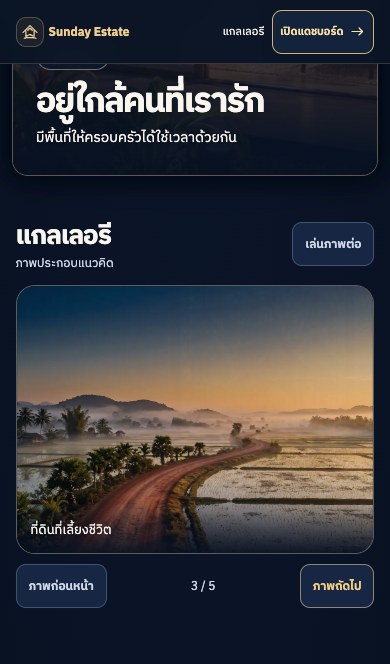 Sunday Estate
แกลเลอรี
เปิดแดชบอร์ด →
อยู่ใกล้คนที่เรารัก
มีพื้นที่ให้ครอบครัวได้ใช้เวลาด้วยกัน
แกลเลอรี
ภาพประกอบแนวคิด
เล่นภาพต่อ
ที่ดินที่เลี้ยงชีวิต
ภาพก่อนหน้า
3 / 5
ภาพถัดไป